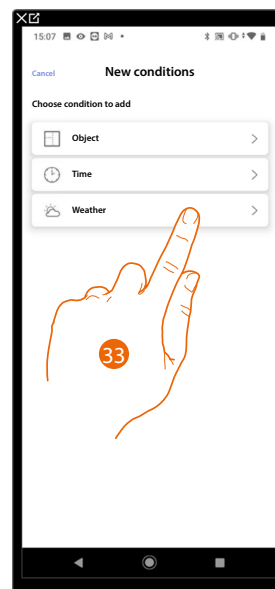 15:07
Cancel
New conditions
Choose condition to add
Object
Time
Weather
33